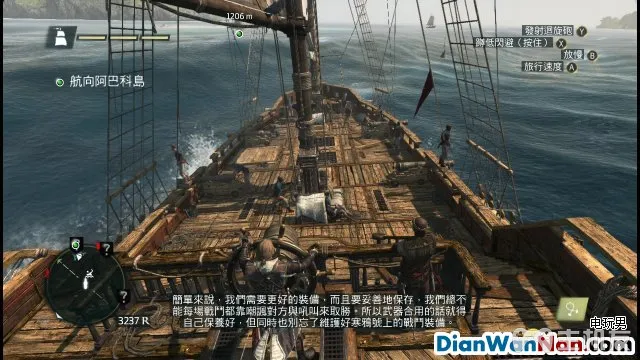 1206 m
發射迴旋砲 Y
蹲低閃避（按住） X
放慢 B
旅行速度 A
航向阿巴科島
?
?
3237 R
簡單來說，我們需要更好的裝備，而且要妥善地保存，我們總不
能每場戰鬥都靠嘲諷對方與吼叫來取勝。所以武器合用的話就得
自己保養好，但同時也別忘了維護好寒鴉號上的戰鬥裝備。
电玩男
DianWanNan.com